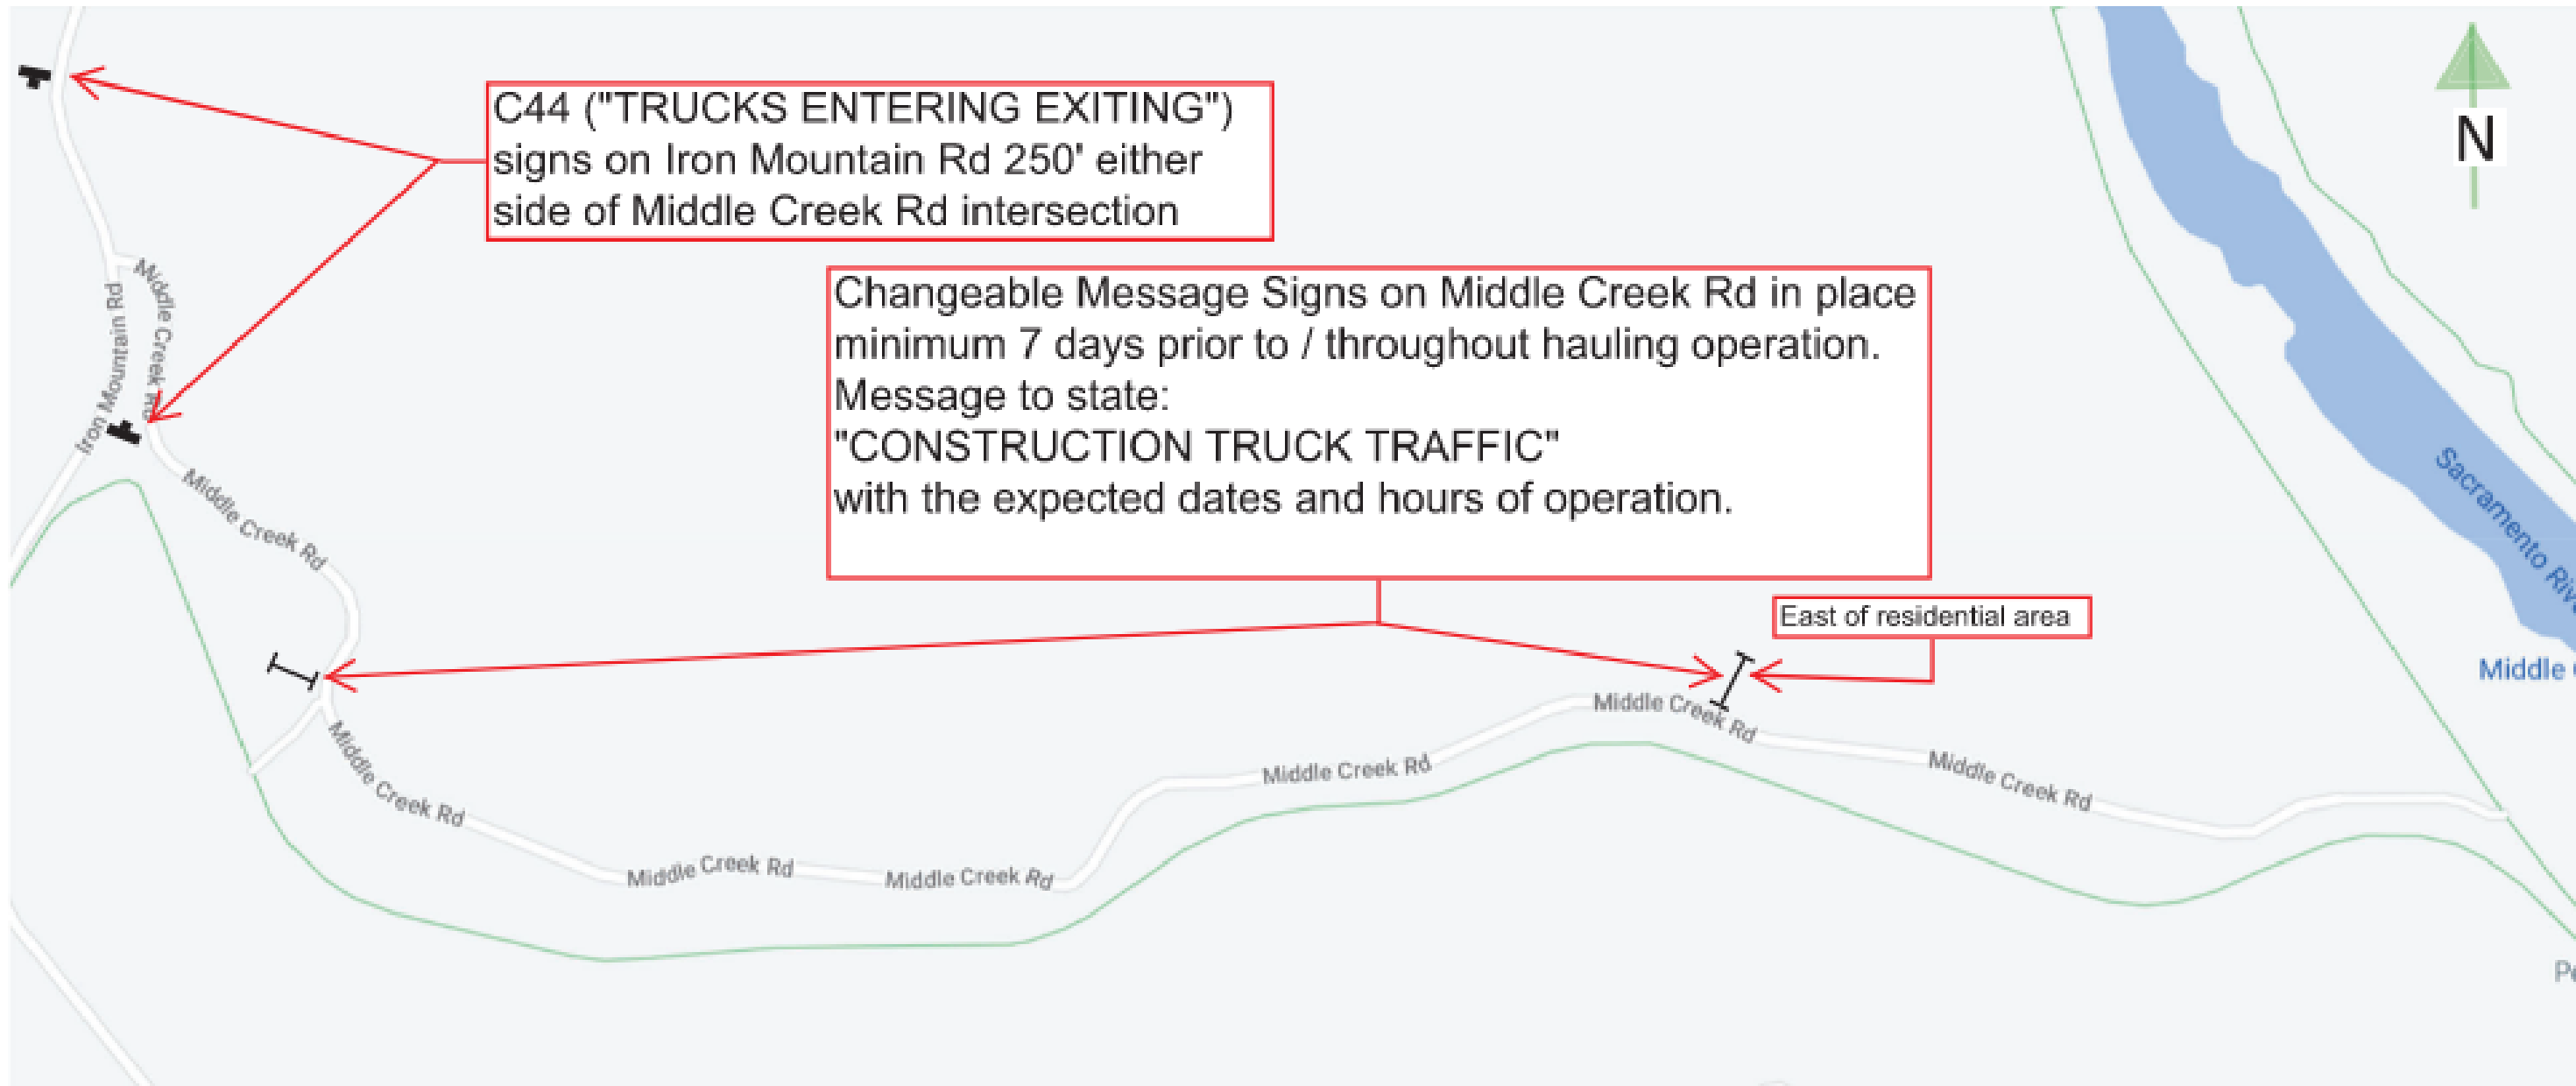 C44 ("TRUCKS ENTERING EXITING")
signs on Iron Mountain Rd 250' either
side of Middle Creek Rd intersection
N
Changeable Message Signs on Middle Creek Rd in place
minimum 7 days prior to / throughout hauling operation.
Message to state:
"CONSTRUCTION TRUCK TRAFFIC"
with the expected dates and hours of operation.
East of residential area
Iron Mountain Rd
Middle Creek Rd
Middle Creek Rd
Middle Creek Rd
Middle Creek Rd
Middle Creek Rd
Middle Creek Rd
Middle Creek Rd
Middle Creek Rd
Sacramento Rive
Middle